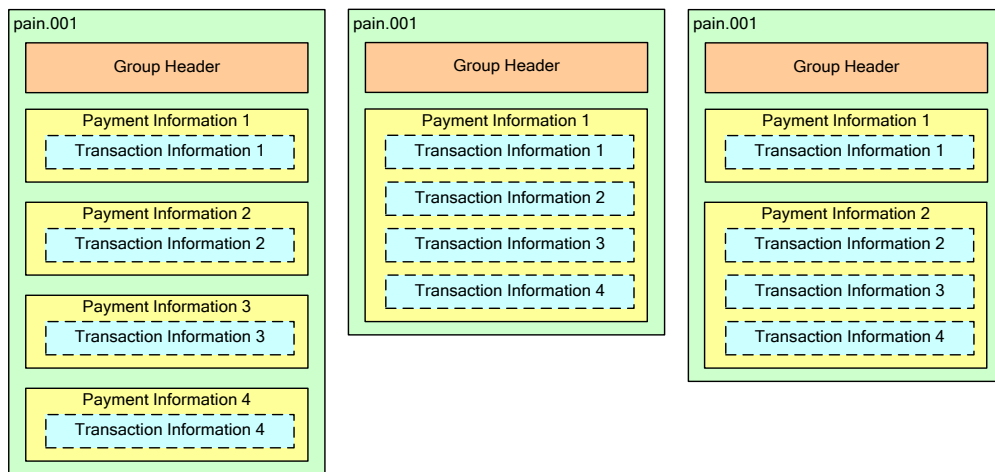 pain.001
Group Header
Payment Information 1
Transaction Information 1
Payment Information 2
Transaction Information 2
Payment Information 3
Transaction Information 3
Payment Information 4
Transaction Information 4
pain.001
Group Header
Payment Information 1
Transaction Information 1
Transaction Information 2
Transaction Information 3
Transaction Information 4
pain.001
Group Header
Payment Information 1
Transaction Information 1
Payment Information 2
Transaction Information 2
Transaction Information 3
Transaction Information 4